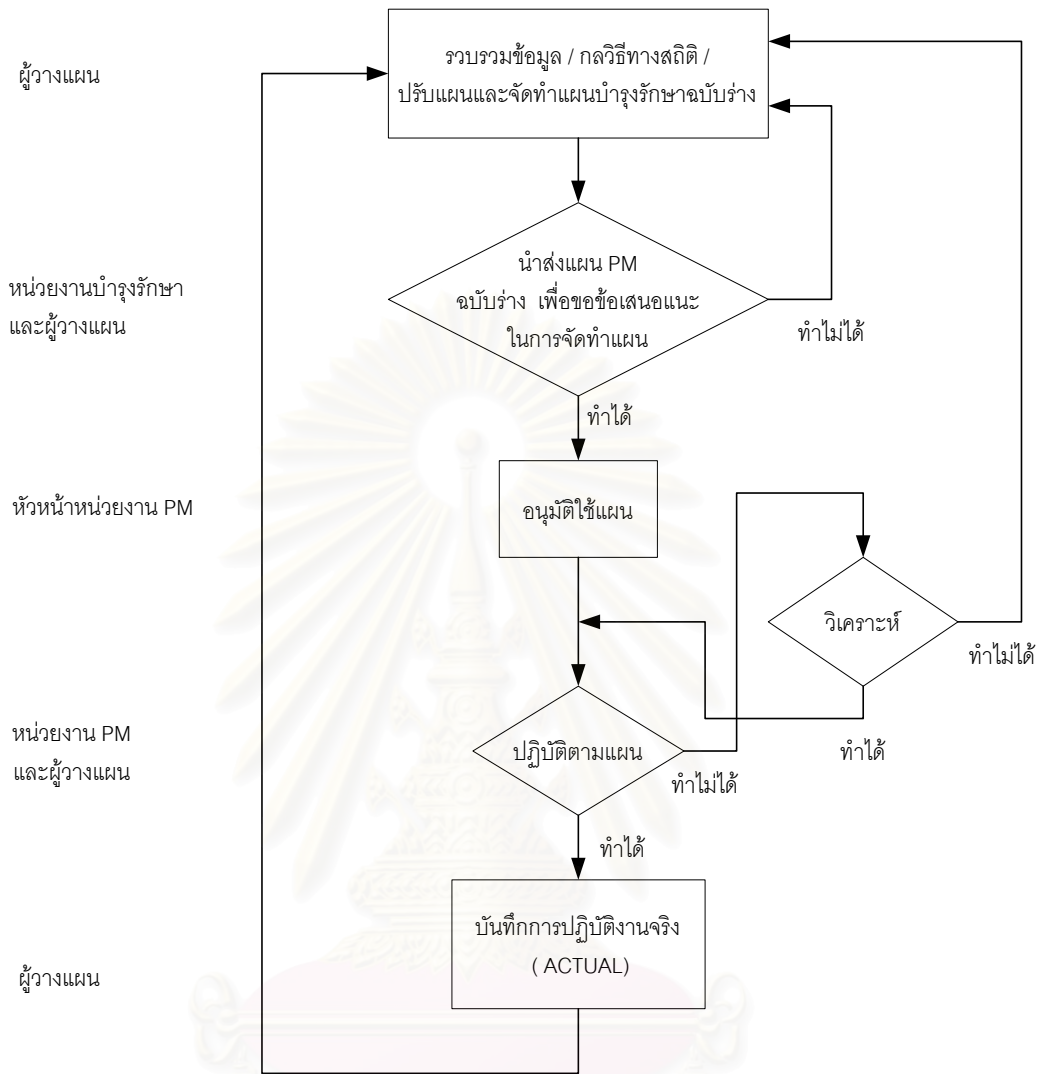 ผู้วางแผน
รวบรวมข้อมูล / กลวิธีทางสถิติ /
ปรับแผนและจัดทำแผนบำรุงรักษาฉบับร่าง
หน่วยงานบำรุงรักษา
และผู้วางแผน
นำส่งแผน PM
ฉบับร่าง เพื่อขอข้อเสนอแนะ
ในการจัดทำแผน
ทำไม่ได้
ทำได้
หัวหน้าหน่วยงาน PM
อนุมัติใช้แผน
วิเคราะห์
ทำไม่ได้
ทำได้
หน่วยงาน PM
และผู้วางแผน
ปฏิบัติตามแผน
ทำไม่ได้
ทำได้
ผู้วางแผน
บันทึกการปฏิบัติงานจริง
( ACTUAL)